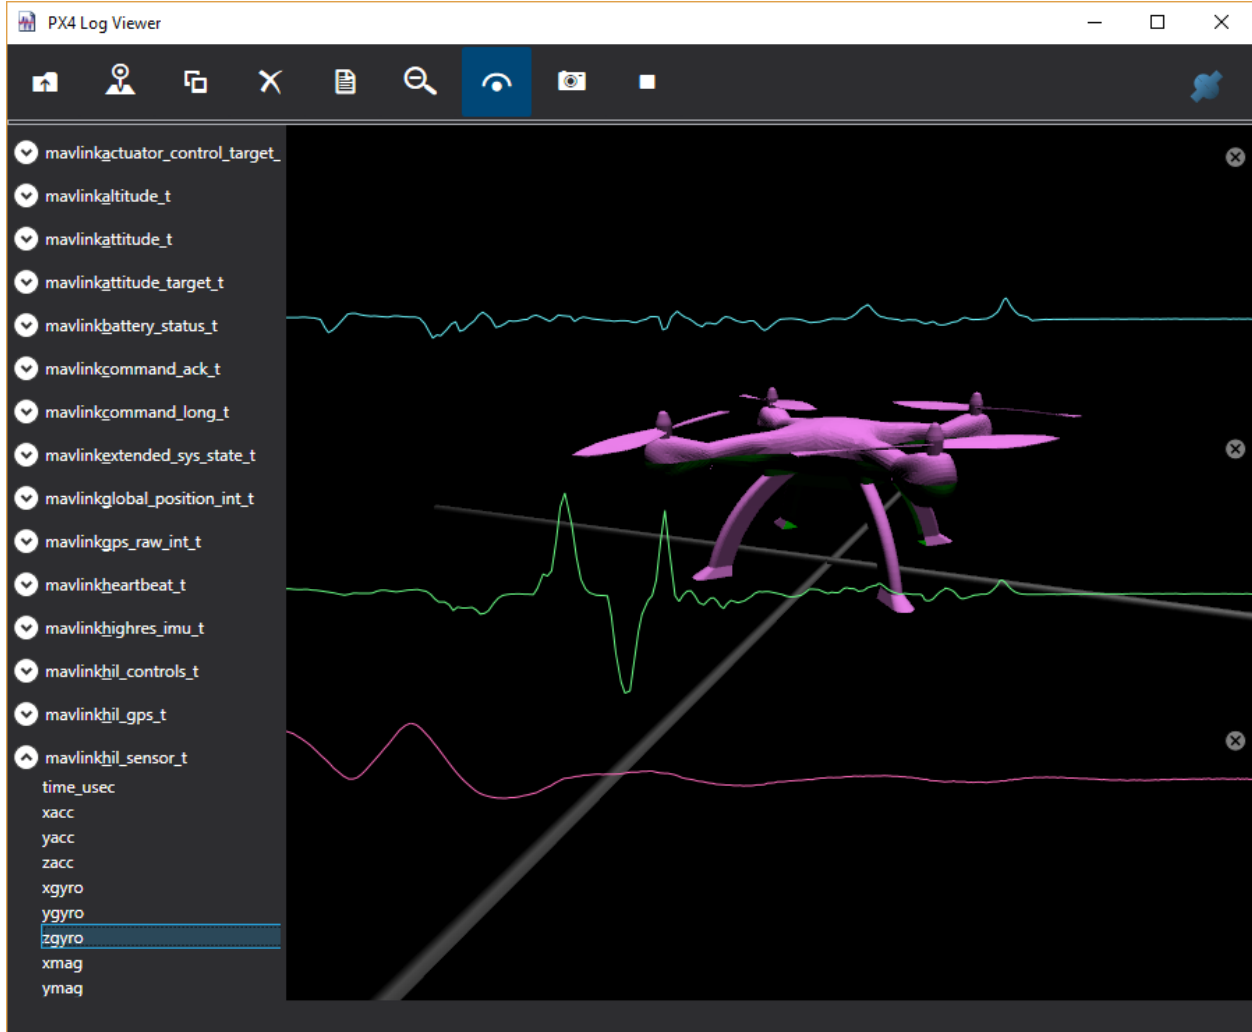 PX4 Log Viewer
mavlinkactuator_control_target_
mavlinkaltitude_t
mavlinkattitude_t
mavlinkattitude_target_t
mavlinkbattery_status_t
mavlinkcommand_ack_t
mavlinkcommand_long_t
mavlinkextended_sys_state_t
mavlinkglobal_position_int_t
mavlinkgps_raw_int_t
mavlinkheartbeat_t
mavlinkhighres_imu_t
mavlinkhil_controls_t
mavlinkhil_gps_t
mavlinkhil_sensor_t
time_usec
xacc
yacc
zacc
xgyro
ygyro
zgyro
xmag
ymag